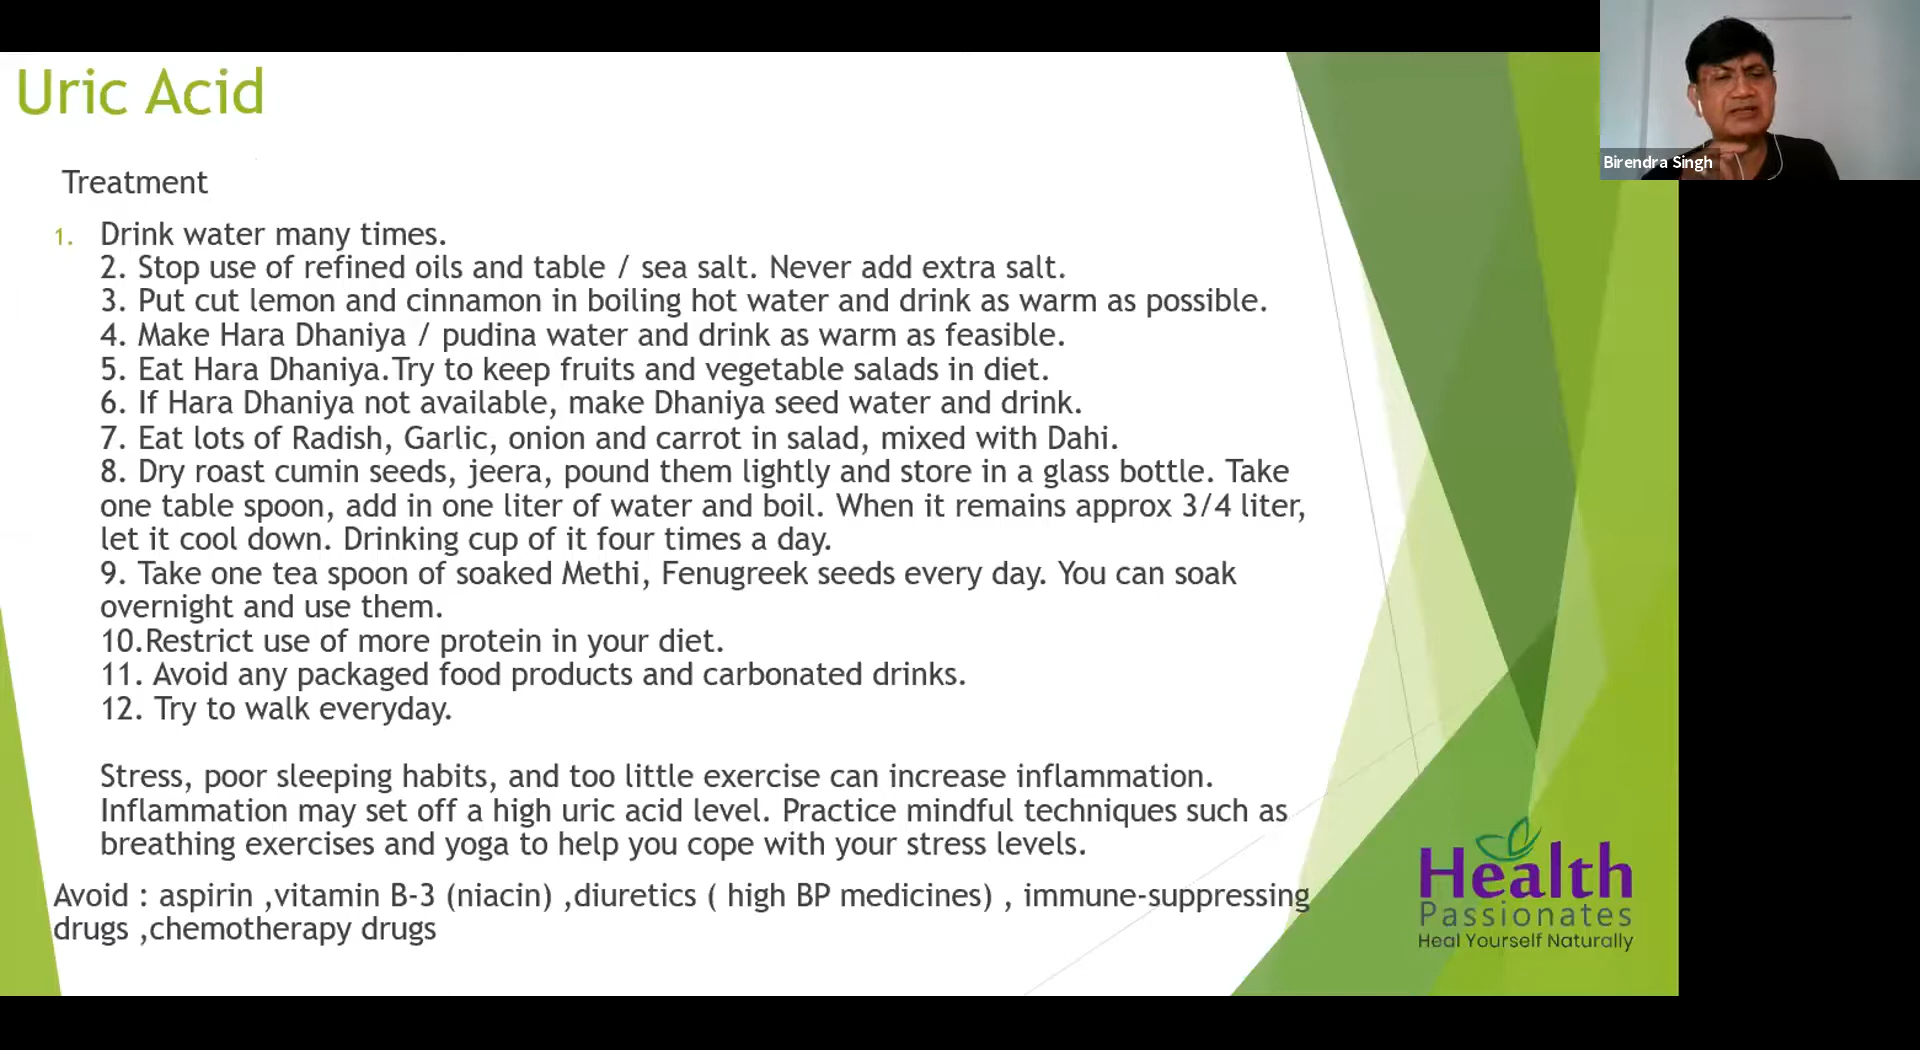 Uric Acid
Birendra Singh
Treatment
1. Drink water many times.
2. Stop use of refined oils and table / sea salt. Never add extra salt.
3. Put cut lemon and cinnamon in boiling hot water and drink as warm as possible.
4. Make Hara Dhaniya / pudina water and drink as warm as feasible.
5. Eat Hara Dhaniya.Try to keep fruits and vegetable salads in diet.
6. If Hara Dhaniya not available, make Dhaniya seed water and drink.
7. Eat lots of Radish, Garlic, onion and carrot in salad, mixed with Dahi.
8. Dry roast cumin seeds, jeera, pound them lightly and store in a glass bottle. Take
one table spoon, add in one liter of water and boil. When it remains approx 3/4 liter,
let it cool down. Drinking cup of it four times a day.
9. Take one tea spoon of soaked Methi, Fenugreek seeds every day. You can soak
overnight and use them.
10.Restrict use of more protein in your diet.
11. Avoid any packaged food products and carbonated drinks.
12. Try to walk everyday.
Stress, poor sleeping habits, and too little exercise can increase inflammation.
Inflammation may set off a high uric acid level. Practice mindful techniques such as
breathing exercises and yoga to help you cope with your stress levels.
Avoid : aspirin ,vitamin B-3 (niacin) ,diuretics ( high BP medicines) , immune-suppressing
drugs ,chemotherapy drugs
Health
Passionates
Heal Yourself Naturally